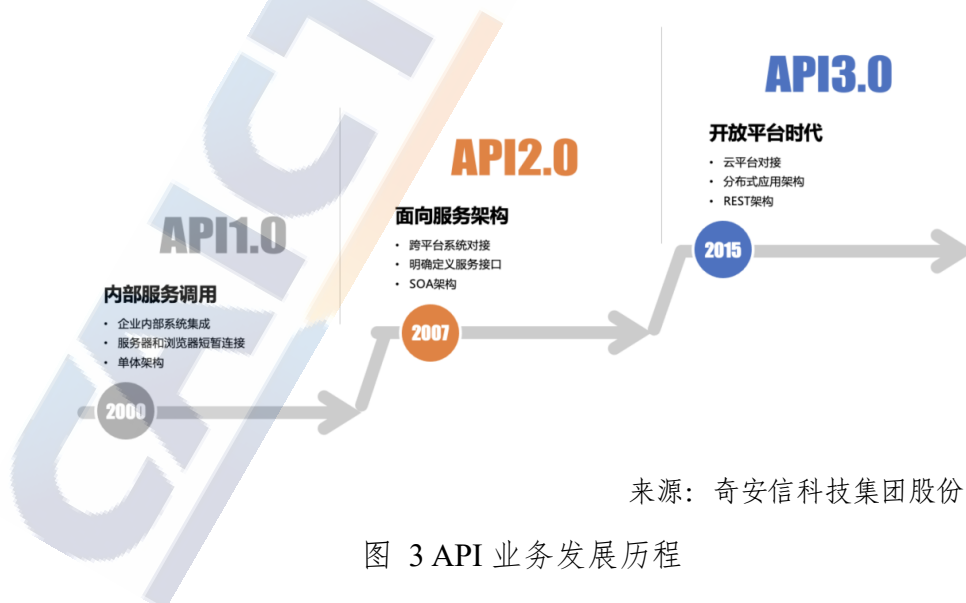 API3.0
开放平台时代
• 云平台对接
• 分布式应用架构
• REST架构
2015
API2.0
面向服务架构
• 跨平台系统对接
• 明确定义服务接口
• SOA架构
2007
API1.0
内部服务调用
• 企业内部系统集成
• 服务器和浏览器短暂连接
• 单体架构
2000
来源：奇安信科技集团股份
图 3 API 业务发展历程
CAICT